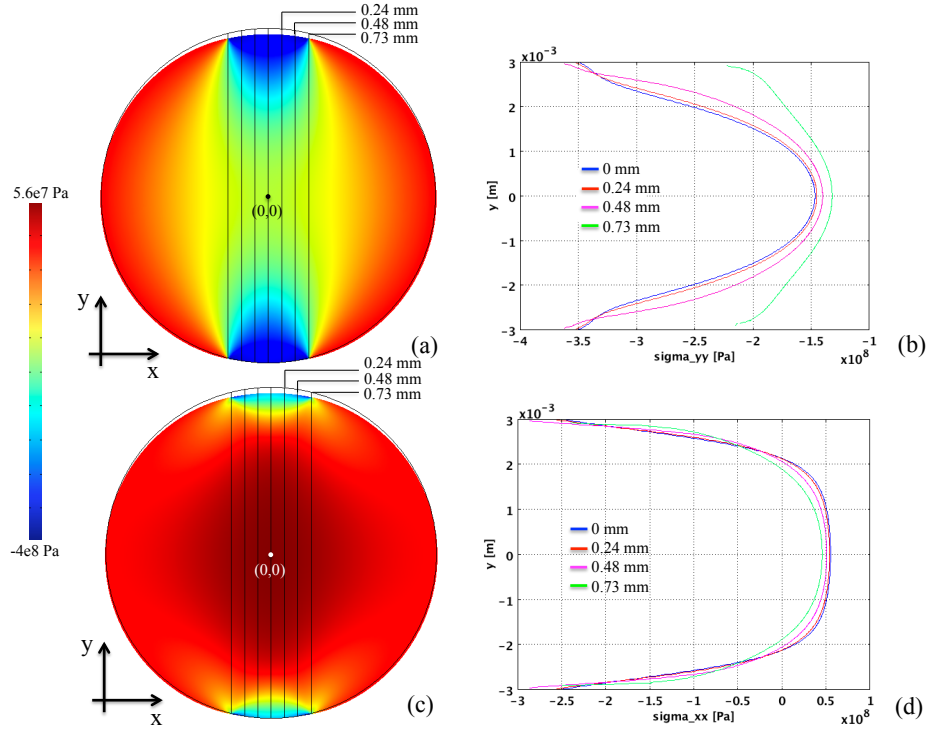 0.24 mm
0.48 mm
0.73 mm
5.6e7 Pa
-4e8 Pa
(0,0)
y
x
(a)
x10⁻³
3
2
1
0
-1
-2
-3
y [m]
0 mm
0.24 mm
0.48 mm
0.73 mm
-4 -3.5 -3 -2.5 -2 -1.5 -1
sigma_yy [Pa]
x10⁸
(b)
0.24 mm
0.48 mm
0.73 mm
(0,0)
y
x
(c)
x10⁻³
3
2
1
0
-1
-2
-3
y [m]
0 mm
0.24 mm
0.48 mm
0.73 mm
-3 -2.5 -2 -1.5 -1 -0.5 0 0.5 1
sigma_xx [Pa]
x10⁸
(d)